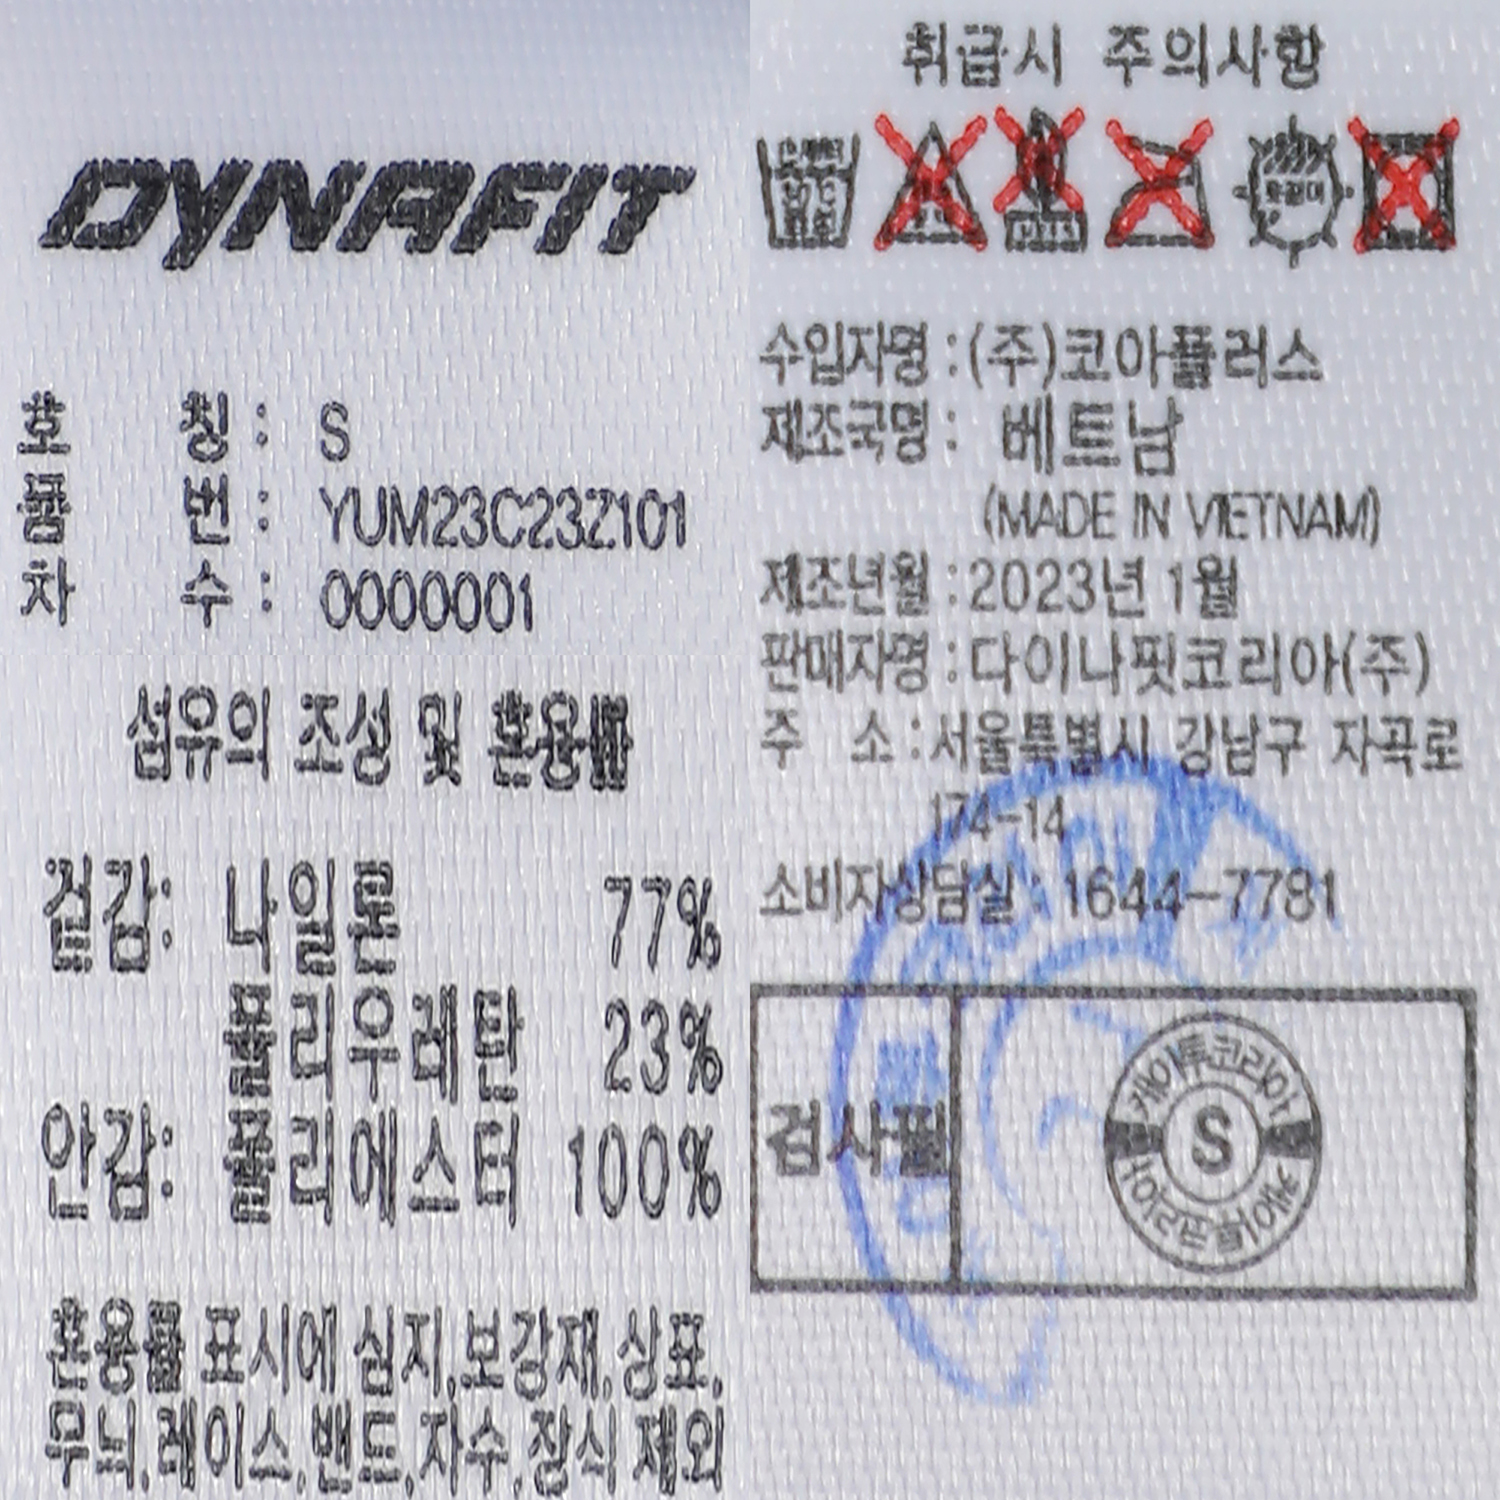 DYNAFIT
호 칭 : S
품 번 : YUM23C23Z101
차 수 : 0000001
섬유의 조성 및 혼용률
겉감: 나일론 77%
폴리우레탄 23%
안감: 폴리에스터 100%
혼용률 표시에 심지,보강재,상표,
무늬,레이스,밴드,자수,장식 제외
취급시 주의사항
수입자명 : (주)코아플러스
제조국명 : 베트남
(MADE IN VIETNAM)
제조년월 : 2023년 1월
판매자명 : 다이나핏코리아(주)
주 소 : 서울특별시 강남구 자곡로
174-14
소비자상담실 : 1644-7781
검사필
케이투코리아
S